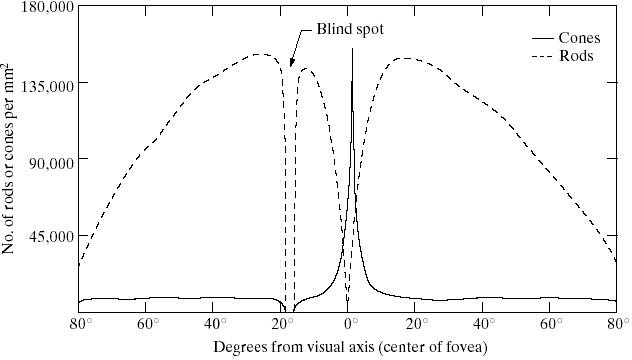 180,000
Blind spot
Cones
Rods
135,000
90,000
45,000
No. of rods or cones per mm²
80° 60° 40° 20° 0° 20° 40° 60° 80°
Degrees from visual axis (center of fovea)